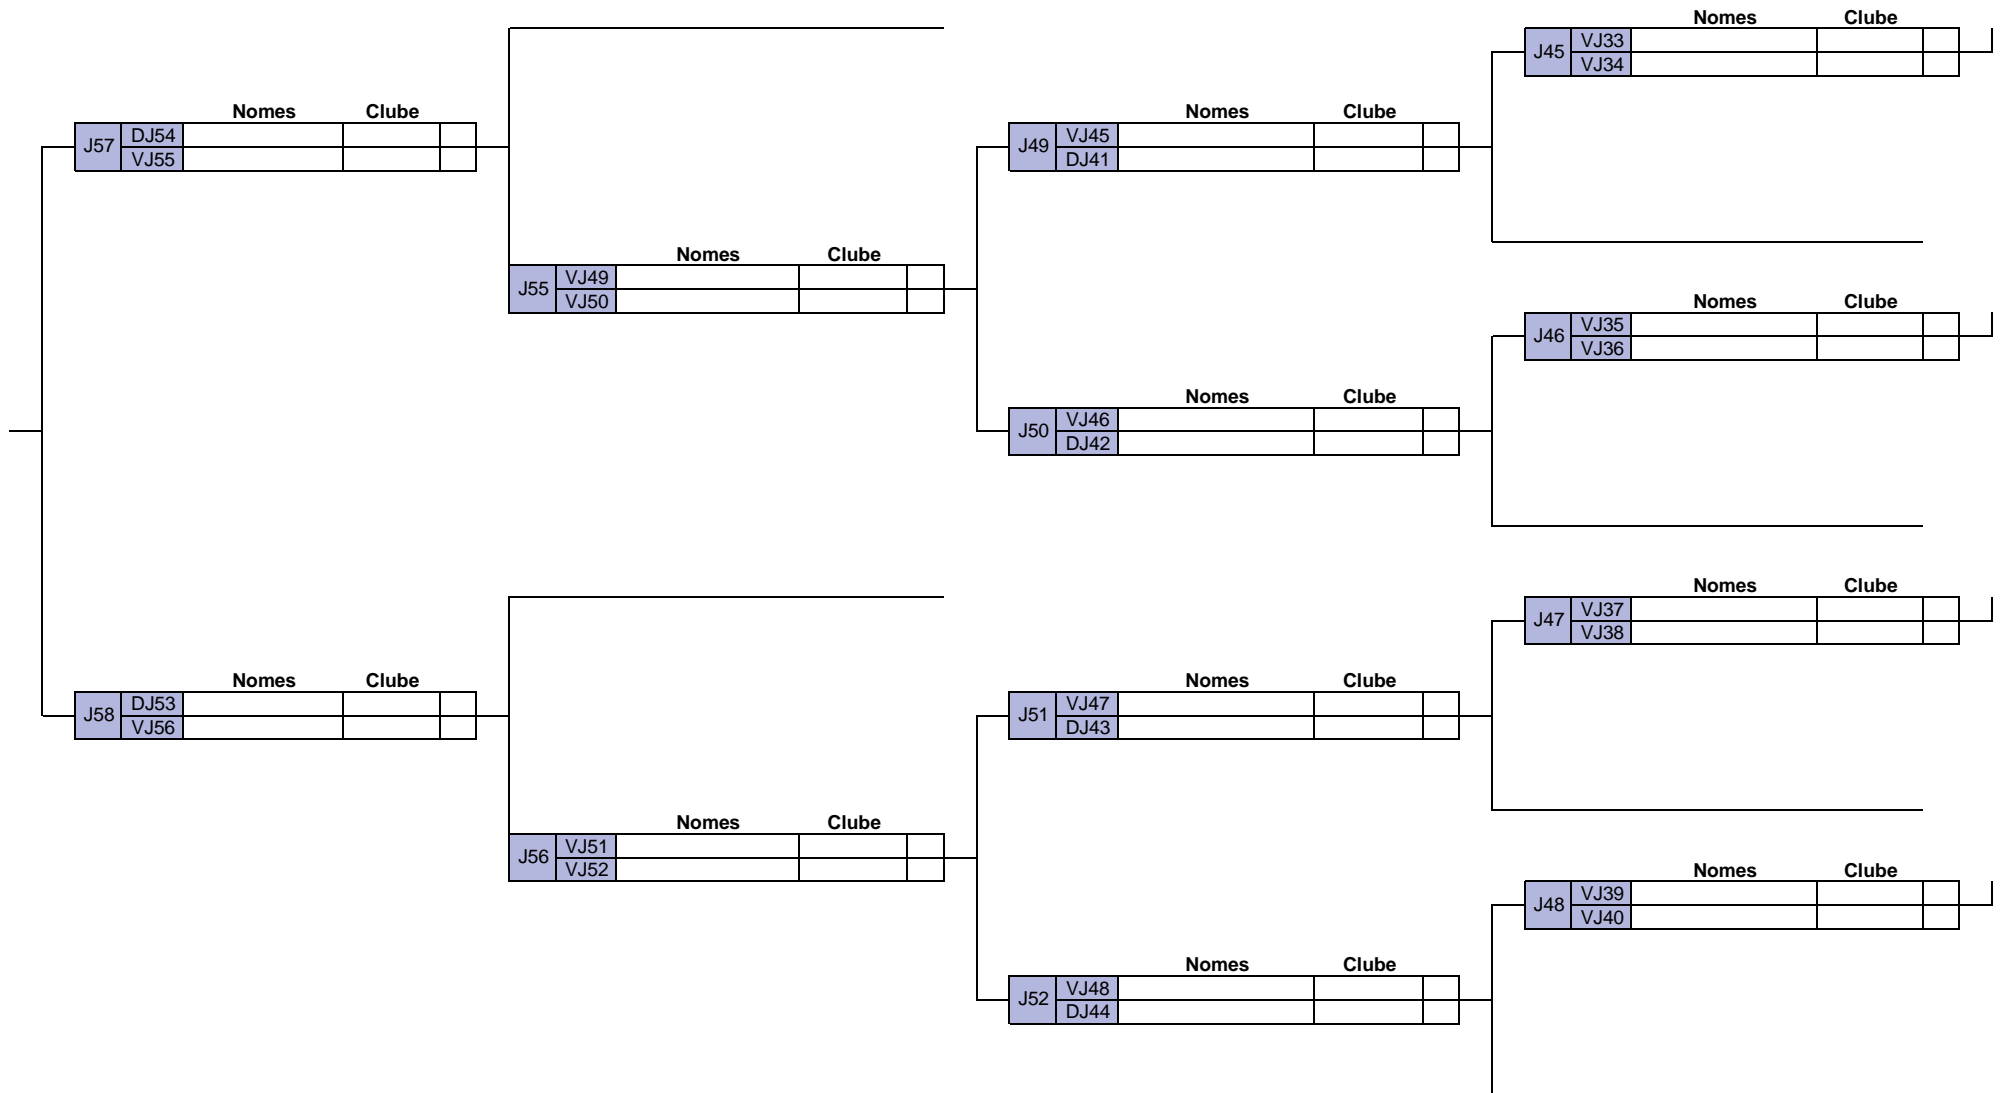 Nomes Clube
J45 VJ33
VJ34
Nomes Clube
J57 DJ54
VJ55
Nomes Clube
J49 VJ45
DJ41
Nomes Clube
J55 VJ49
VJ50
Nomes Clube
J46 VJ35
VJ36
Nomes Clube
J50 VJ46
DJ42
Nomes Clube
J47 VJ37
VJ38
Nomes Clube
J58 DJ53
VJ56
Nomes Clube
J51 VJ47
DJ43
Nomes Clube
J56 VJ51
VJ52
Nomes Clube
J48 VJ39
VJ40
Nomes Clube
J52 VJ48
DJ44